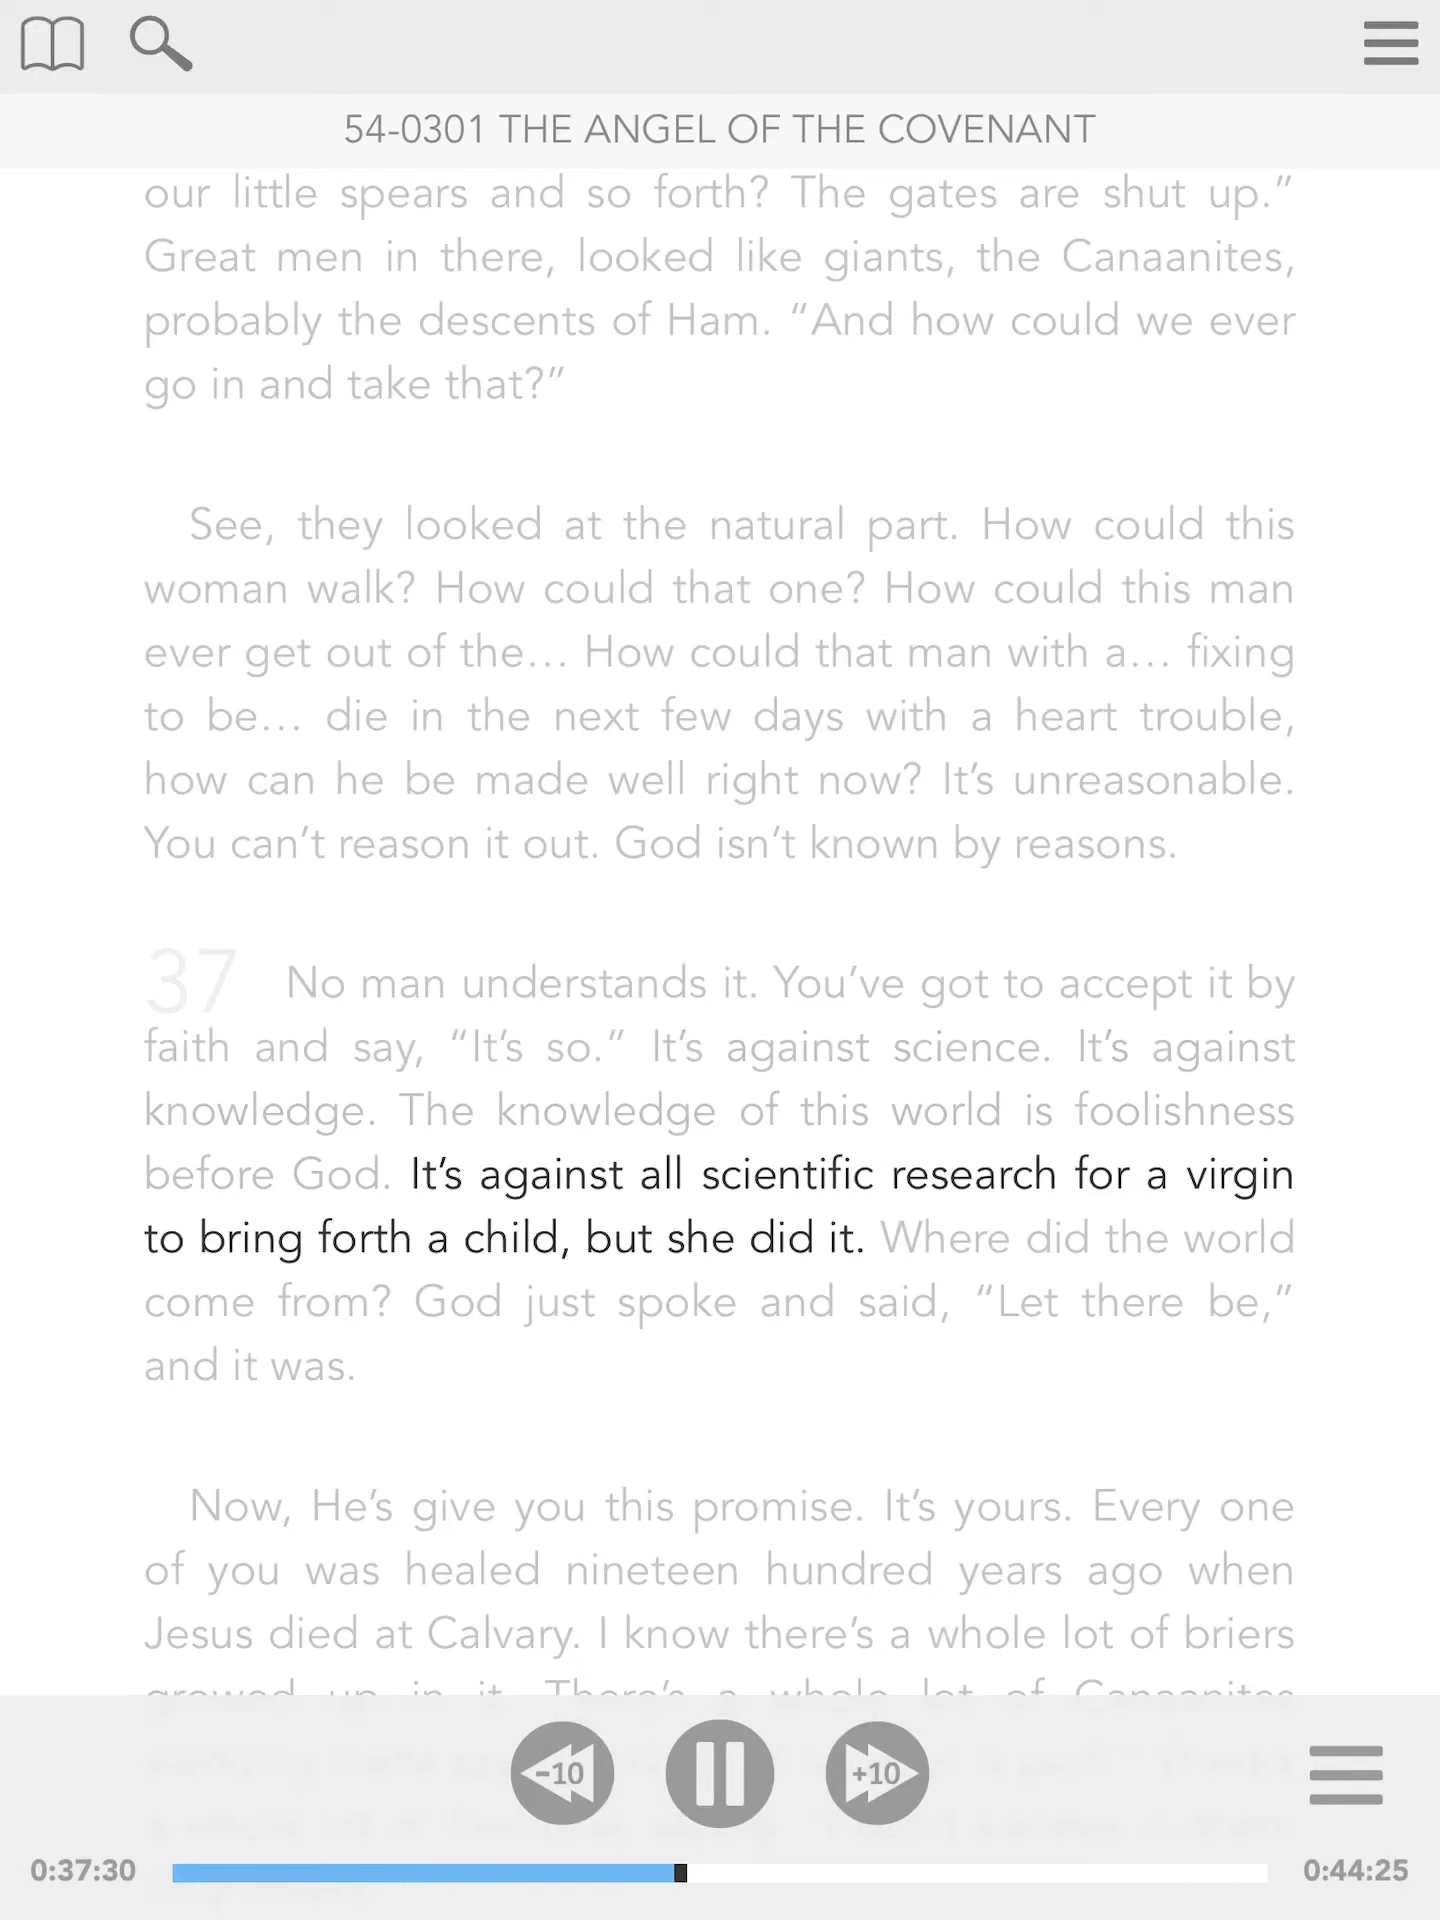 54-0301 THE ANGEL OF THE COVENANT
our little spears and so forth? The gates are shut up.”
Great men in there, looked like giants, the Canaanites,
probably the descents of Ham. “And how could we ever
go in and take that?”
See, they looked at the natural part. How could this
woman walk? How could that one? How could this man
ever get out of the… How could that man with a… fixing
to be… die in the next few days with a heart trouble,
how can he be made well right now? It’s unreasonable.
You can’t reason it out. God isn’t known by reasons.
37 No man understands it. You’ve got to accept it by
faith and say, “It’s so.” It’s against science. It’s against
knowledge. The knowledge of this world is foolishness
before God. It’s against all scientific research for a virgin
to bring forth a child, but she did it. Where did the world
come from? God just spoke and said, “Let there be,”
and it was.
Now, He’s give you this promise. It’s yours. Every one
of you was healed nineteen hundred years ago when
Jesus died at Calvary. I know there’s a whole lot of briers
growed up in it. There’s a whole lot of Canaanites
-10 +10
0:37:30 0:44:25